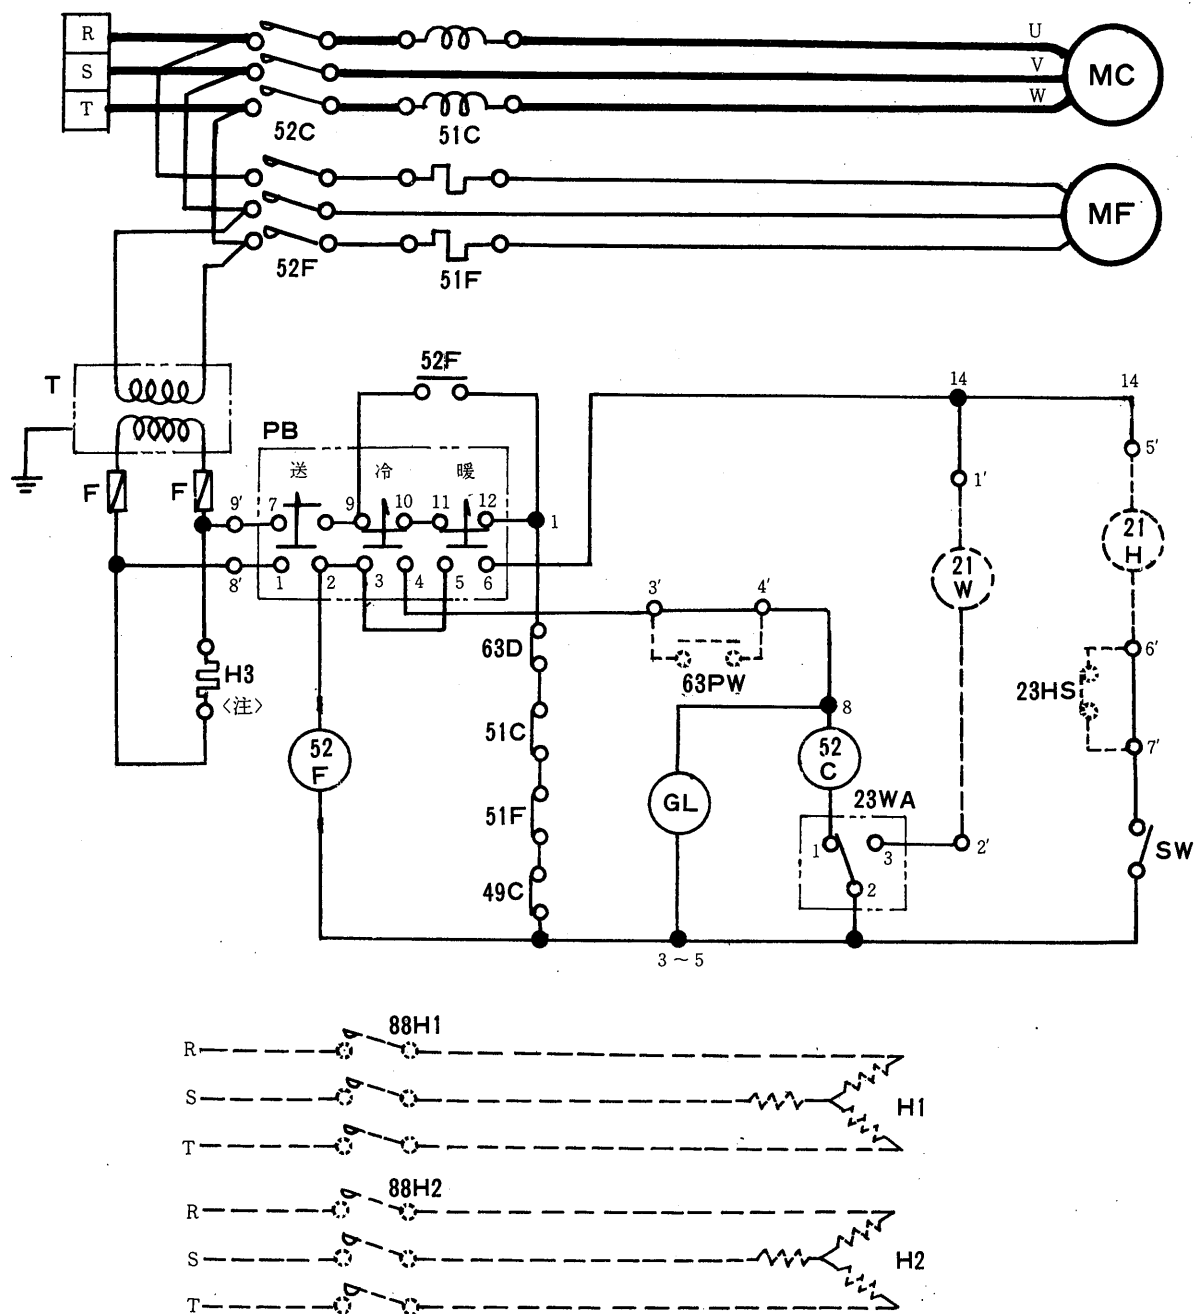 R
S
T
52C
51C
U
V
W
MC
52F
51F
MF
T
F
F
PB
送
冷
暖
52F
9'
7
9
10
11
12
1
8'
1
2
3
4
5
6
H3
〈注〉
52
F
63D
51C
51F
49C
3'
4'
63PW
8
52
C
GL
23WA
1
3
2
2'
3～5
14
14
1'
21
W
5'
21
H
6'
23HS
7'
SW
R
S
T
88H1
H1
R
S
T
88H2
H2